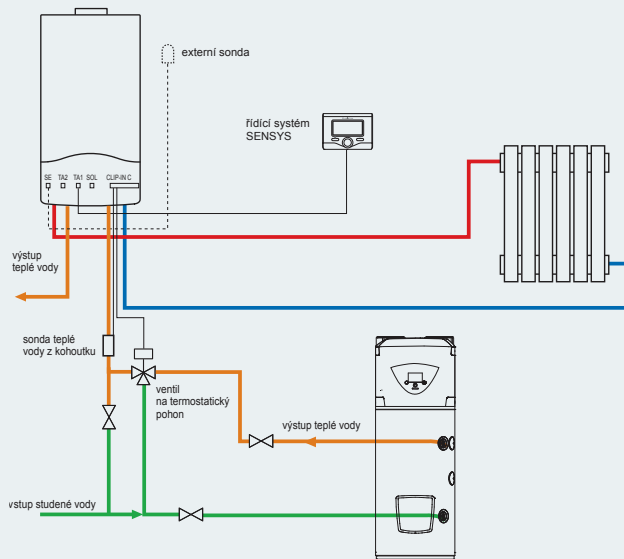 externí sonda
řídící systém
SENSYS
SE TA2 TA1 SOL CLIP-IN C
výstup
teplé vody
sonda teplé
vody z kohoutku
ventil
na termostatický
pohon
výstup teplé vody
vstup studené vody